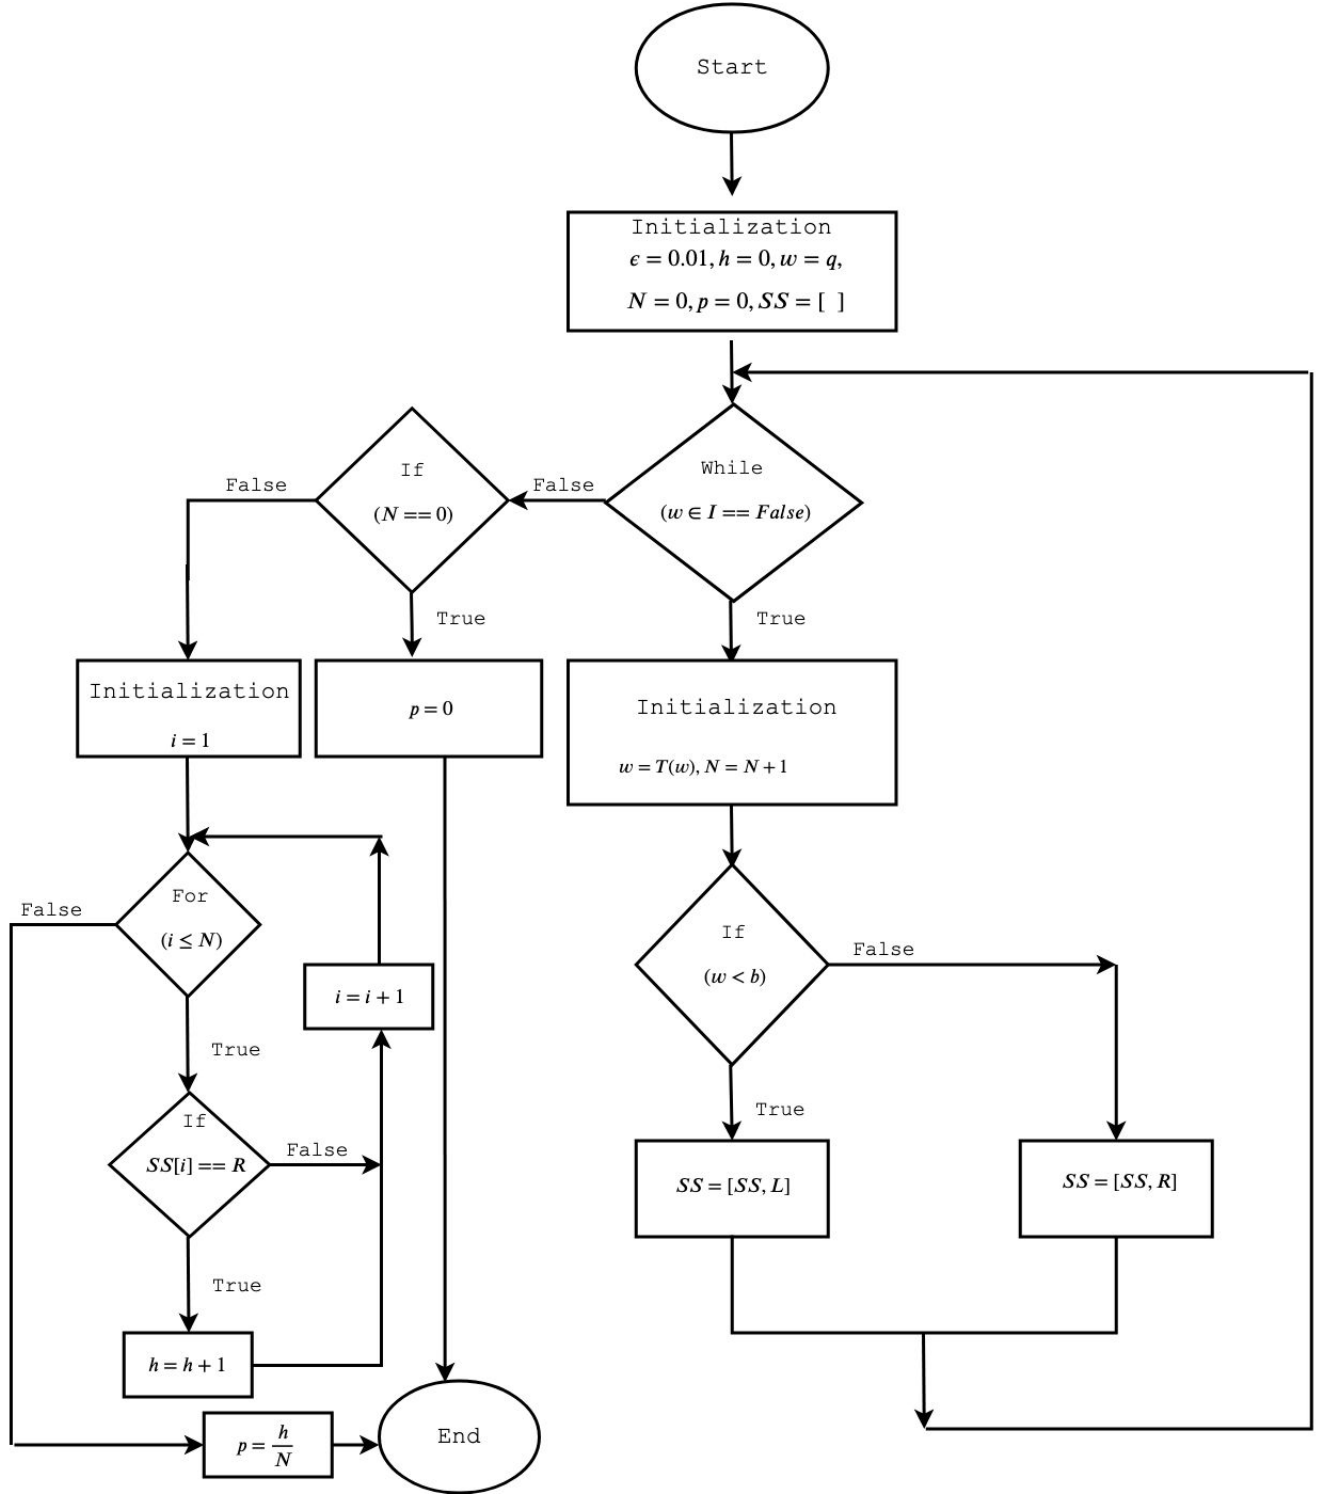 Start
Initialization
ϵ = 0.01, h = 0, w = q,
N = 0, p = 0, SS = [ ]
While
(w ∈ I == False)
False
True
If
(N == 0)
False
True
Initialization
i = 1
p = 0
Initialization
w = T(w), N = N + 1
For
(i ≤ N)
False
True
i = i + 1
If
(w < b)
False
True
If
SS[i] == R
False
True
SS = [SS, L]
SS = [SS, R]
h = h + 1
p = h/N
End